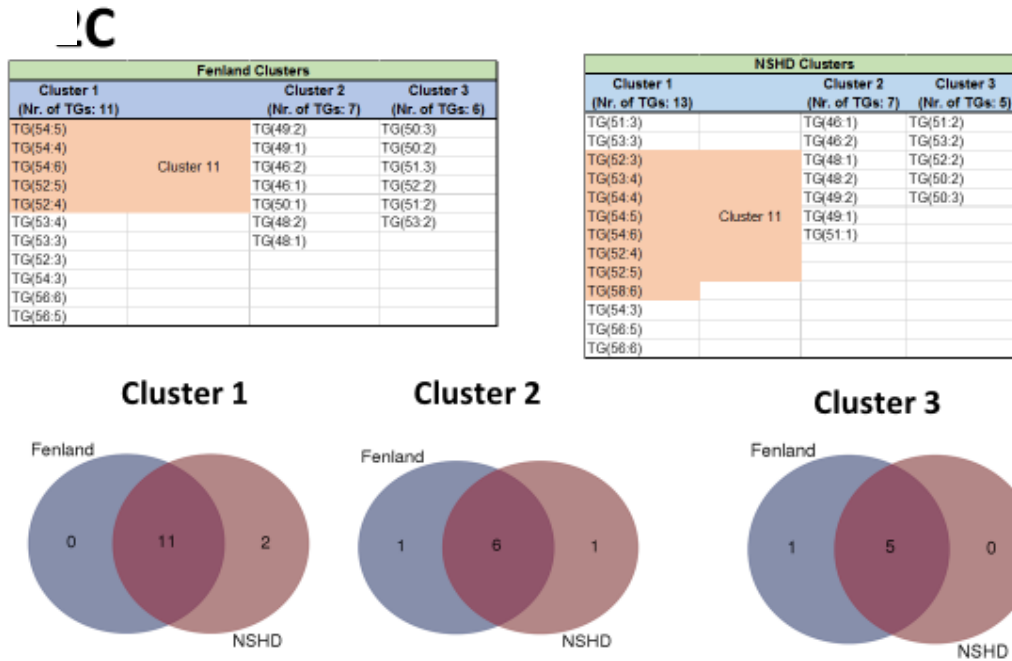 2C
Fenland Clusters
Cluster 1 Cluster 2 Cluster 3
(Nr. of TGs: 11) (Nr. of TGs: 7) (Nr. of TGs: 6)
TG(54:5) TG(49:2) TG(50:3)
TG(54:4) TG(49:1) TG(50:2)
TG(54:6) Cluster 11 TG(46:2) TG(51.3)
TG(52:5) TG(46:1) TG(52:2)
TG(52:4) TG(50:1) TG(51:2)
TG(53:4) TG(48:2) TG(53:2)
TG(53:3) TG(48:1)
TG(52:3)
TG(54:3)
TG(56:6)
TG(56:5)
NSHD Clusters
Cluster 1 Cluster 2 Cluster 3
(Nr. of TGs: 13) (Nr. of TGs: 7) (Nr. of TGs: 5)
TG(51:3) TG(46:1) TG(51:2)
TG(53:3) TG(46:2) TG(53:2)
TG(52:3) TG(48:1) TG(52:2)
TG(53:4) TG(48:2) TG(50:2)
TG(54:4) TG(49:2) TG(50:3)
TG(54:5) Cluster 11 TG(49:1)
TG(54:6) TG(51:1)
TG(52:4)
TG(52:5)
TG(58:6)
TG(54:3)
TG(56:5)
TG(56:6)
Cluster 1
Fenland
0 11 2
NSHD
Cluster 2
Fenland
1 6 1
NSHD
Cluster 3
Fenland
1 5 0
NSHD